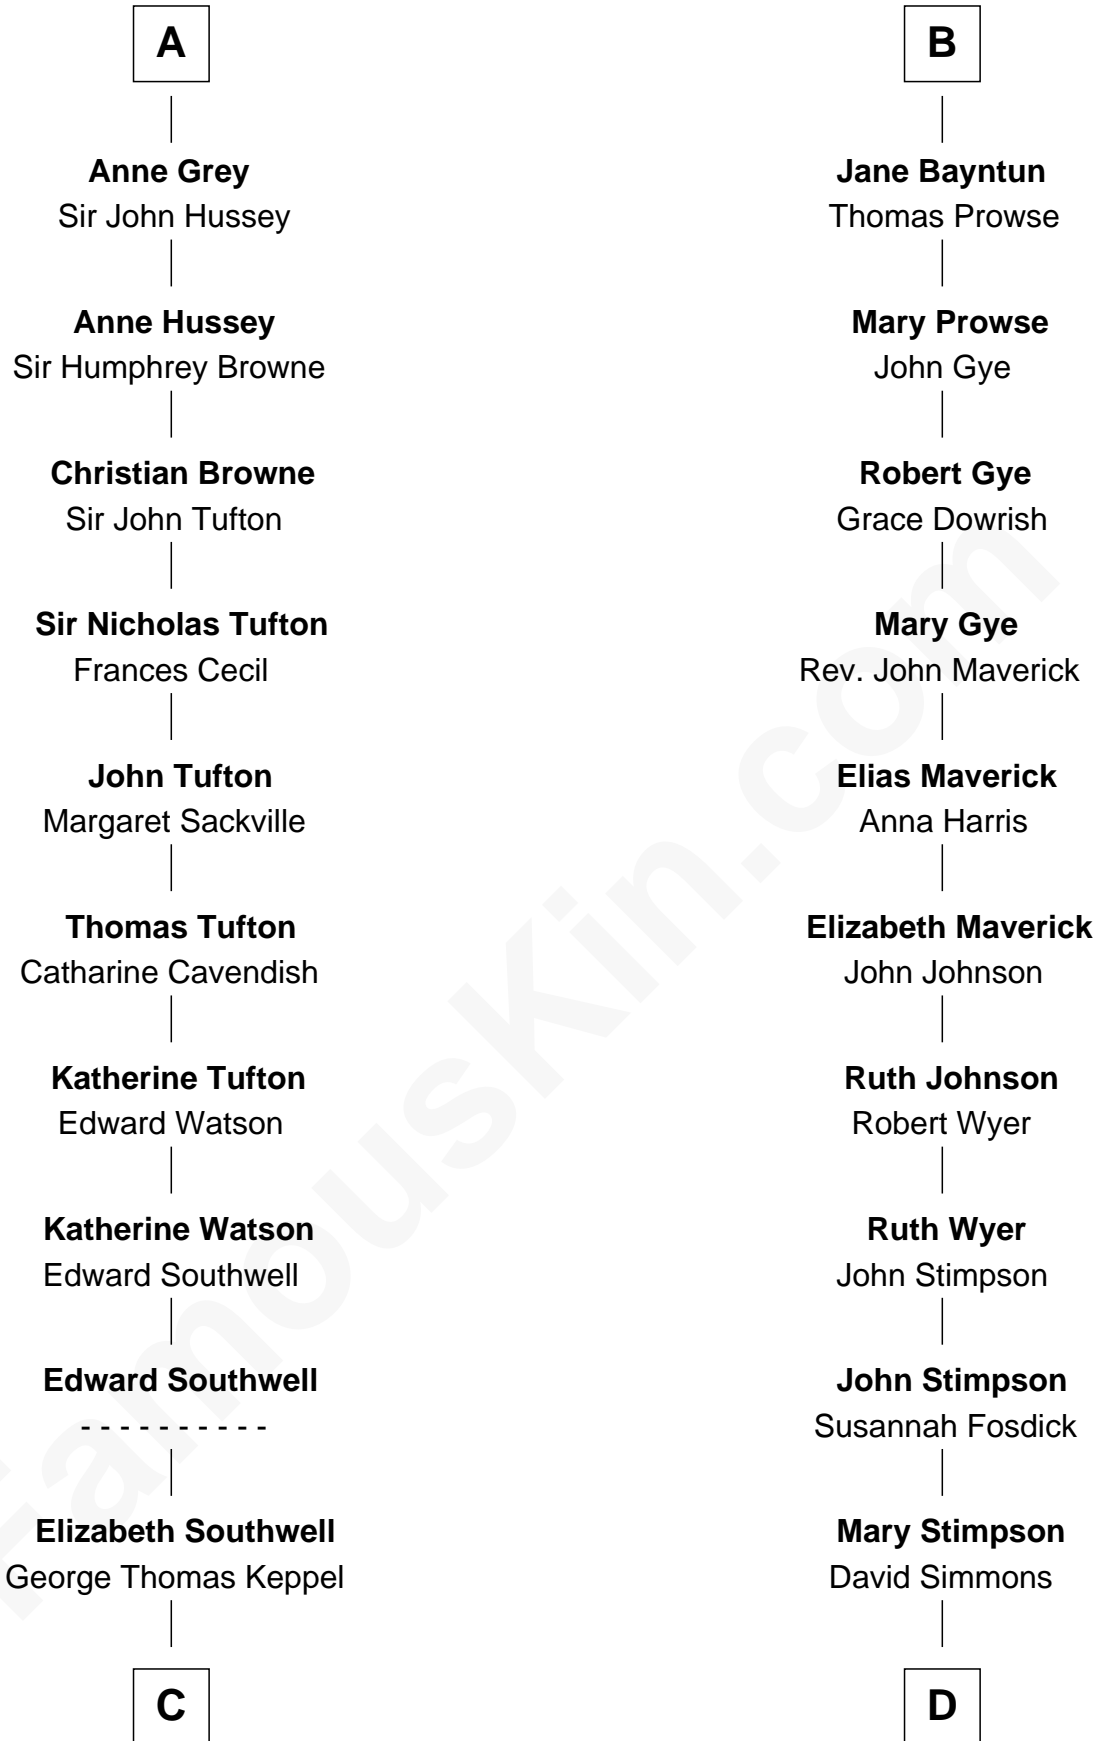 A
Anne Grey
Sir John Hussey
Anne Hussey
Sir Humphrey Browne
Christian Browne
Sir John Tufton
Sir Nicholas Tufton
Frances Cecil
John Tufton
Margaret Sackville
Thomas Tufton
Catharine Cavendish
Katherine Tufton
Edward Watson
Katherine Watson
Edward Southwell
Edward Southwell
- - - - - - - - - -
Elizabeth Southwell
George Thomas Keppel
C
B
Jane Bayntun
Thomas Prowse
Mary Prowse
John Gye
Robert Gye
Grace Dowrish
Mary Gye
Rev. John Maverick
Elias Maverick
Anna Harris
Elizabeth Maverick
John Johnson
Ruth Johnson
Robert Wyer
Ruth Wyer
John Stimpson
John Stimpson
Susannah Fosdick
Mary Stimpson
David Simmons
D
FamousKin.com